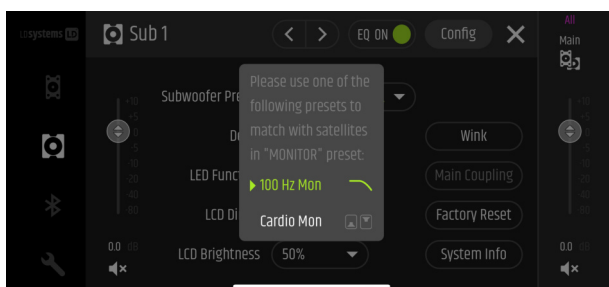 LDsystems LD
Sub 1
EQ ON
Config
All
Main
Please use one of the
following presets to
match with satellites
in "MONITOR" preset:
100 Hz Mon
Cardio Mon
Subwoofer Pre
D
LED Func
LCD Di
LCD Brightness
50%
Wink
Main Coupling
Factory Reset
System Info
+10
+5
0
-5
-10
-20
-40
-80
0.0 dB
+10
+5
0
-5
-10
-20
-40
-80
0.0 dB